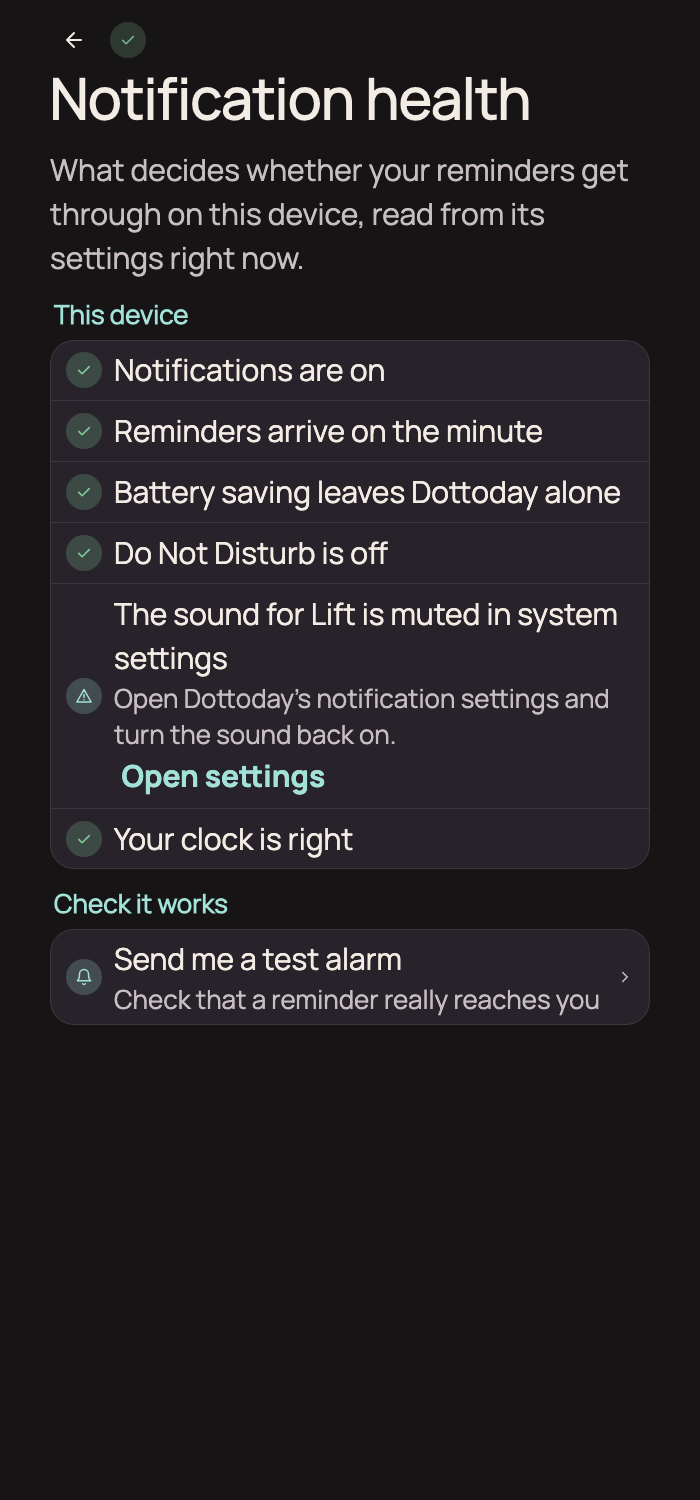 Notification health
What decides whether your reminders get
through on this device, read from its
settings right now.
This device
Notifications are on
Reminders arrive on the minute
Battery saving leaves Dottoday alone
Do Not Disturb is off
The sound for Lift is muted in system
settings
Open Dottoday’s notification settings and
turn the sound back on.
Open settings
Your clock is right
Check it works
Send me a test alarm
Check that a reminder really reaches you